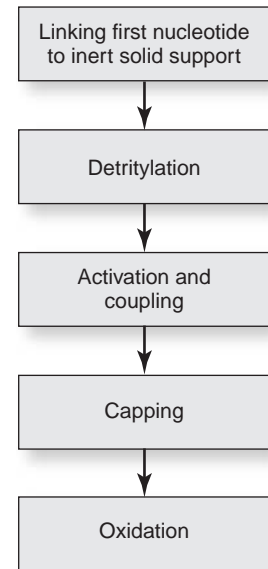 Linking first nucleotide
to inert solid support
Detritylation
Activation and
coupling
Capping
Oxidation